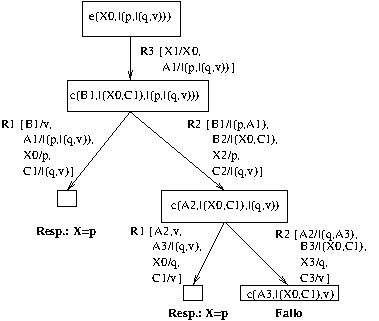 e(X0,l(p,l(q,v)))
R3 [X1/X0,
A1/l(p,l(q,v)]
c(B1,l(X0,C1),l(p,l(q,v)))
R1 [B1/v,
A1/l(p,l(q,v)),
X0/p,
C1/l(q,v)]
R2 [B1/l(p,A1),
B2/l(X0,C1),
X2/p,
C2/l(q,v)]
Resp.: X=p
c(A2,l(X0,C1),l(q,v))
R1 [A2,v,
A3/l(q,v),
X0/q,
C1/v]
R2 [A2/l(q,A3),
B3/l(X0,C1),
X3/q,
C3/v]
c(A3,l(X0,C1),v)
Resp.: X=p
Fallo